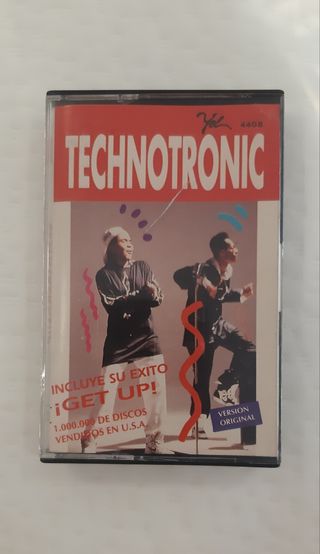 4408
TECHNOTRONIC
INCLUYE SU EXITO
¡GET UP!
1.000.000 DE DISCOS
VENDIDOS EN U.S.A.
VERSION
ORIGINAL